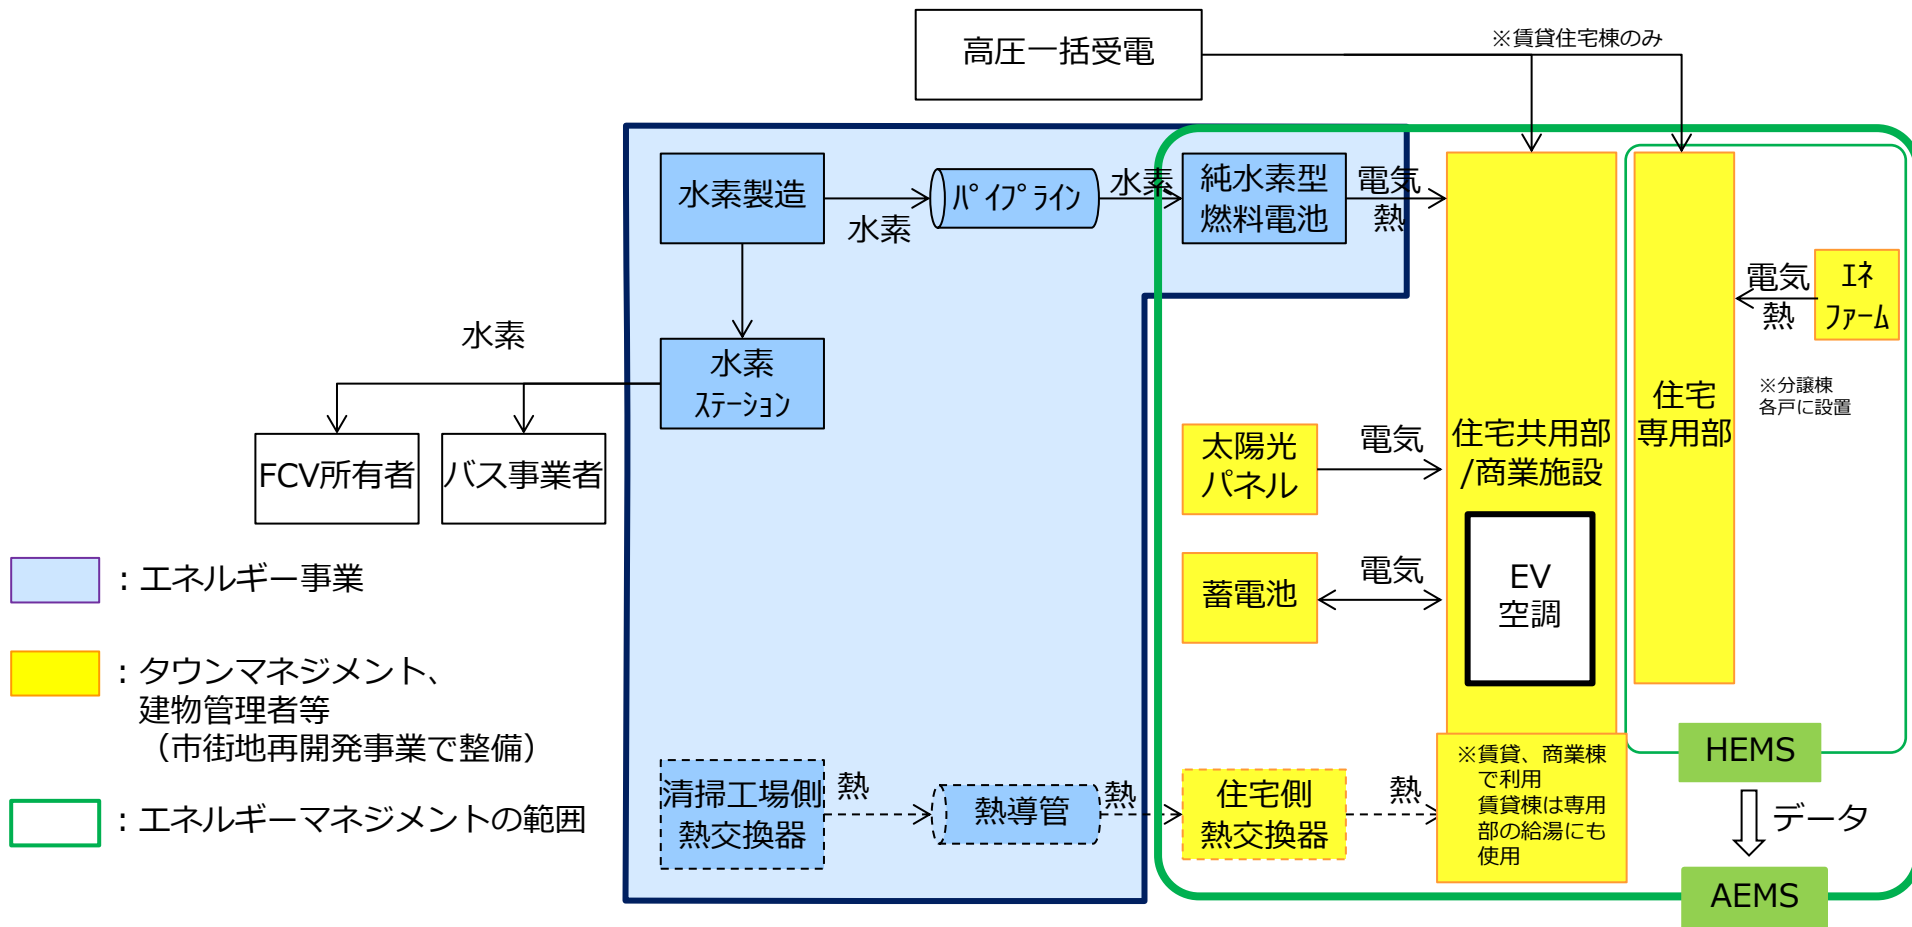 高圧一括受電
※賃貸住宅棟のみ
水素製造
水素
ﾊﾟｲﾌﾟﾗｲﾝ
水素
純水素型
燃料電池
電気
熱
電気
熱
ｴﾈ
ﾌｧｰﾑ
※分譲棟
各戸に設置
水素
水素
ｽﾃｰｼｮﾝ
FCV所有者
バス事業者
太陽光
パネル
電気
住宅共用部
/商業施設
住宅
専用部
蓄電池
電気
EV
空調
：エネルギー事業
：タウンマネジメント、
建物管理者等
（市街地再開発事業で整備）
：エネルギーマネジメントの範囲
清掃工場側
熱交換器
熱
熱導管
熱
住宅側
熱交換器
熱
※賃貸、商業棟
で利用
賃貸棟は専用
部の給湯にも
使用
HEMS
データ
AEMS